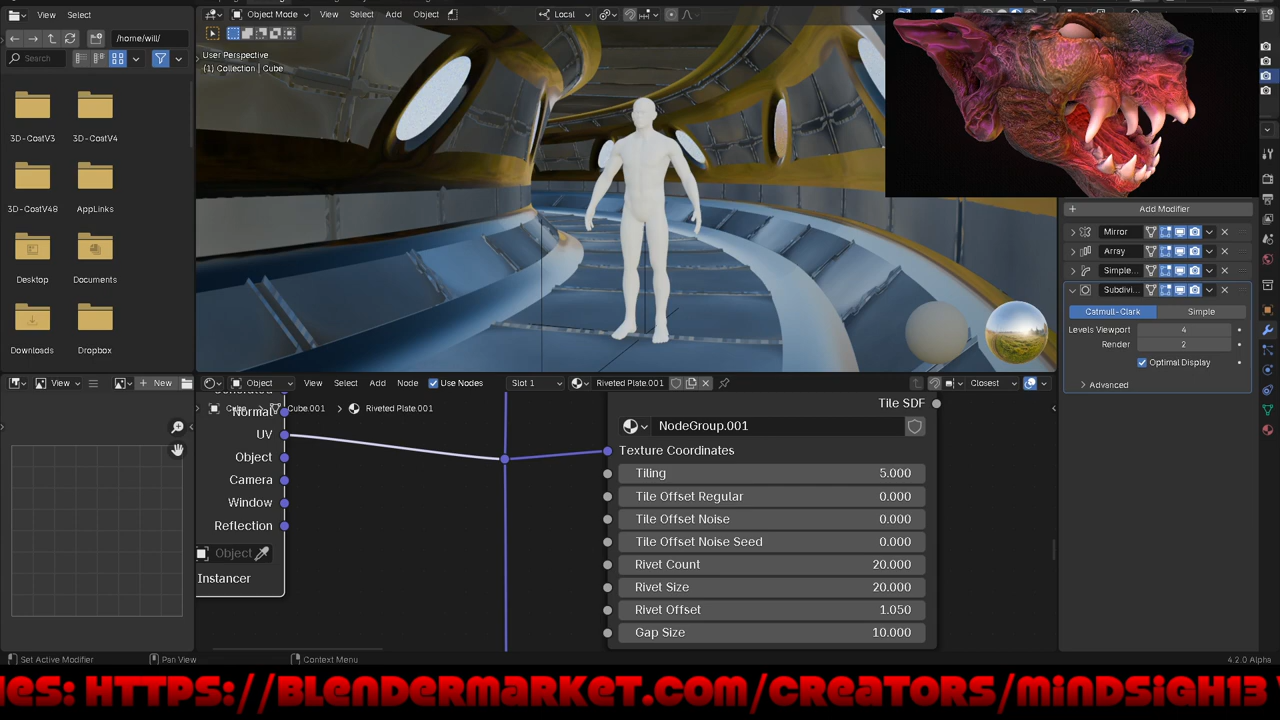 View Select
/home/will/
Search
3D-CoatV3 3D-CoatV4
3D-CoatV48 AppLinks
Desktop Documents
Downloads Dropbox
Object Mode View Select Add Object Local
User Perspective
(1) Collection | Cube
Add Modifier
Mirror
Array
Simple...
Subdivi...
Catmull-Clark Simple
Levels Viewport 4
Render 2
Optimal Display
Advanced
View New
Object View Select Add Node Use Nodes Slot 1 Riveted Plate.001 Closest
Cube Cube.001 Riveted Plate.001
Normal
UV
Object
Camera
Window
Reflection
Object
Instancer
Tile SDF
NodeGroup.001
Texture Coordinates
Tiling 5.000
Tile Offset Regular 0.000
Tile Offset Noise 0.000
Tile Offset Noise Seed 0.000
Rivet Count 20.000
Rivet Size 20.000
Rivet Offset 1.050
Gap Size 10.000
Set Active Modifier Pan View Context Menu 4.2.0 Alpha
ies: HTTPS://BLENDERMARKET.COM/CREATORS/MINDSIGH13